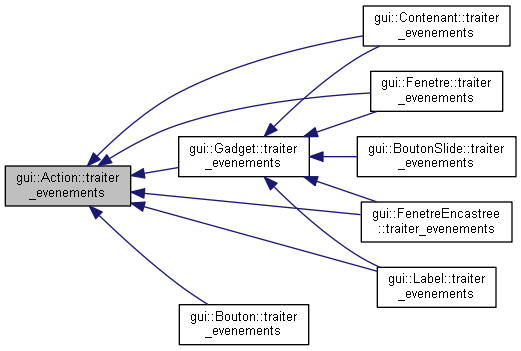 gui::Contenant::traiter
_evenements
gui::Fenetre::traiter
_evenements
gui::Gadget::traiter
_evenements
gui::BoutonSlide::traiter
_evenements
gui::Action::traiter
_evenements
gui::FenetreEncastree
::traiter_evenements
gui::Label::traiter
_evenements
gui::Bouton::traiter
_evenements